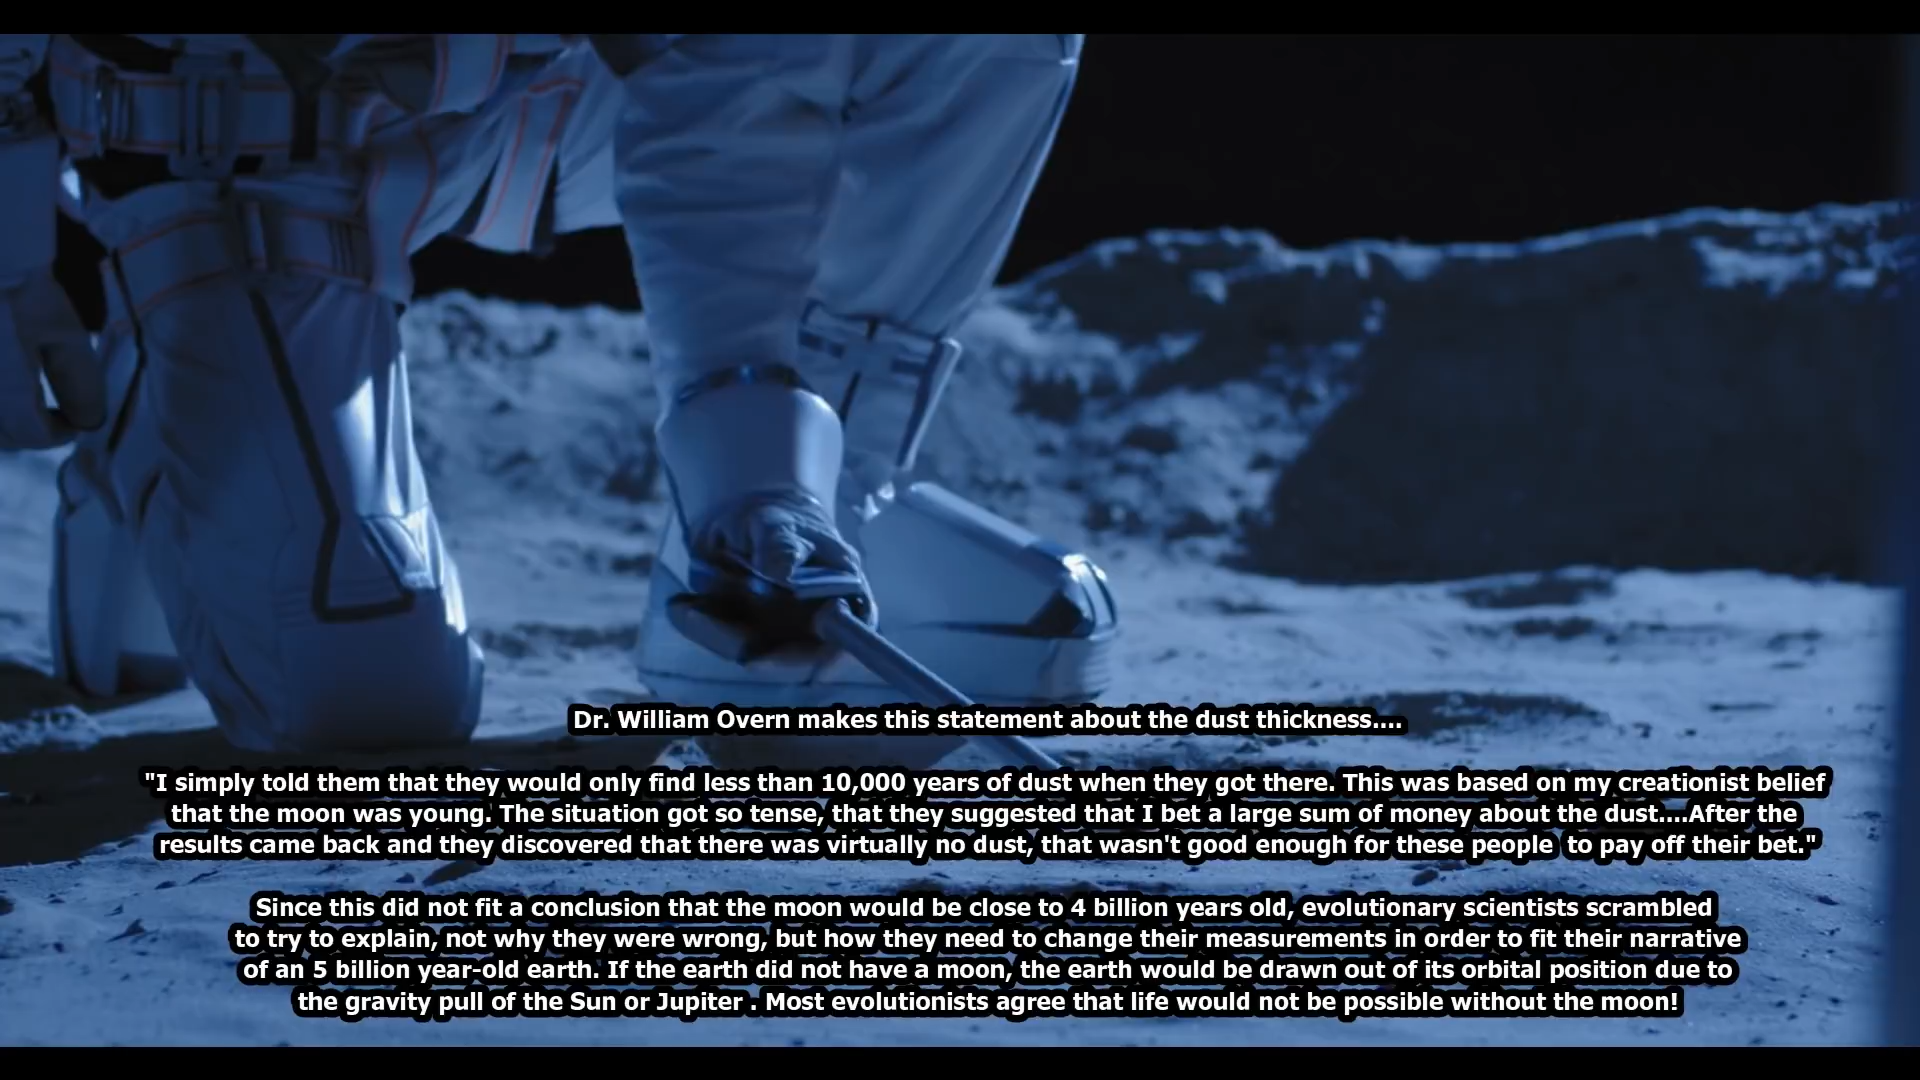 Dr. William Overn makes this statement about the dust thickness....
"I simply told them that they would only find less than 10,000 years of dust when they got there. This was based on my creationist belief
that the moon was young. The situation got so tense, that they suggested that I bet a large sum of money about the dust....After the
results came back and they discovered that there was virtually no dust, that wasn't good enough for these people  to pay off their bet."
Since this did not fit a conclusion that the moon would be close to 4 billion years old, evolutionary scientists scrambled
to try to explain, not why they were wrong, but how they need to change their measurements in order to fit their narrative
of an 5 billion year-old earth. If the earth did not have a moon, the earth would be drawn out of its orbital position due to
the gravity pull of the Sun or Jupiter . Most evolutionists agree that life would not be possible without the moon!